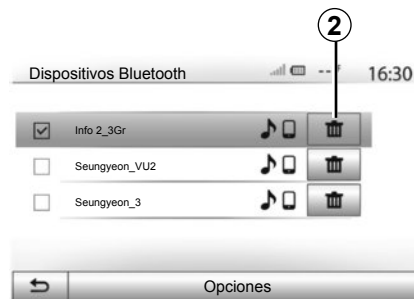 2
Dispositivos Bluetooth --° 16:30
Info 2_3Gr
Seungyeon_VU2
Seungyeon_3
Opciones